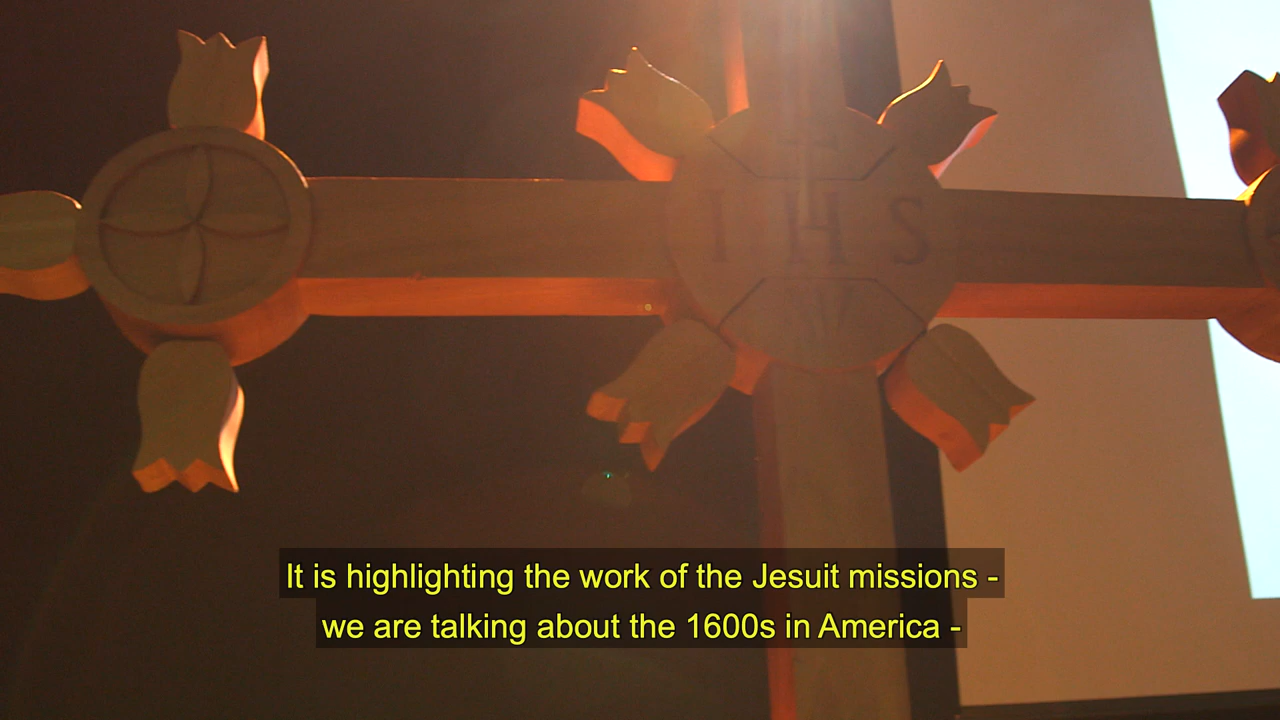 IHS
It is highlighting the work of the Jesuit missions -
we are talking about the 1600s in America -